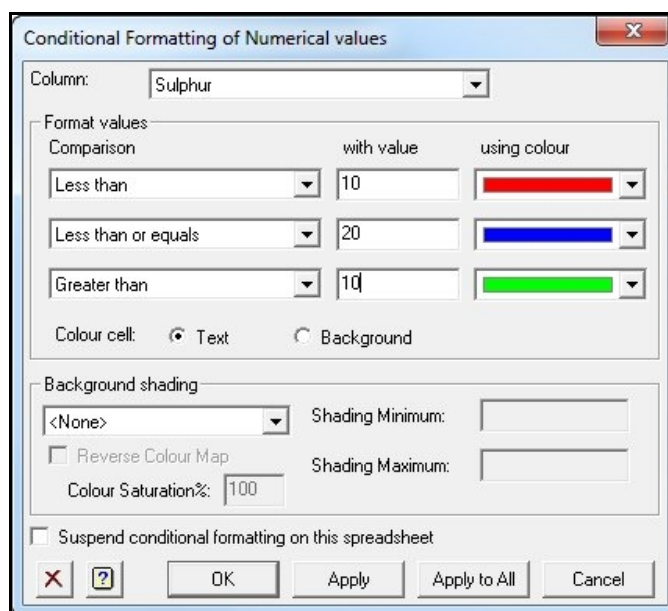 Conditional Formatting of Numerical values
Column: Sulphur
Format values
Comparison with value using colour
Less than 10
Less than or equals 20
Greater than 10
Colour cell: Text Background
Background shading
<None> Shading Minimum:
Reverse Colour Map Shading Maximum:
Colour Saturation%: 100
Suspend conditional formatting on this spreadsheet
? OK Apply Apply to All Cancel